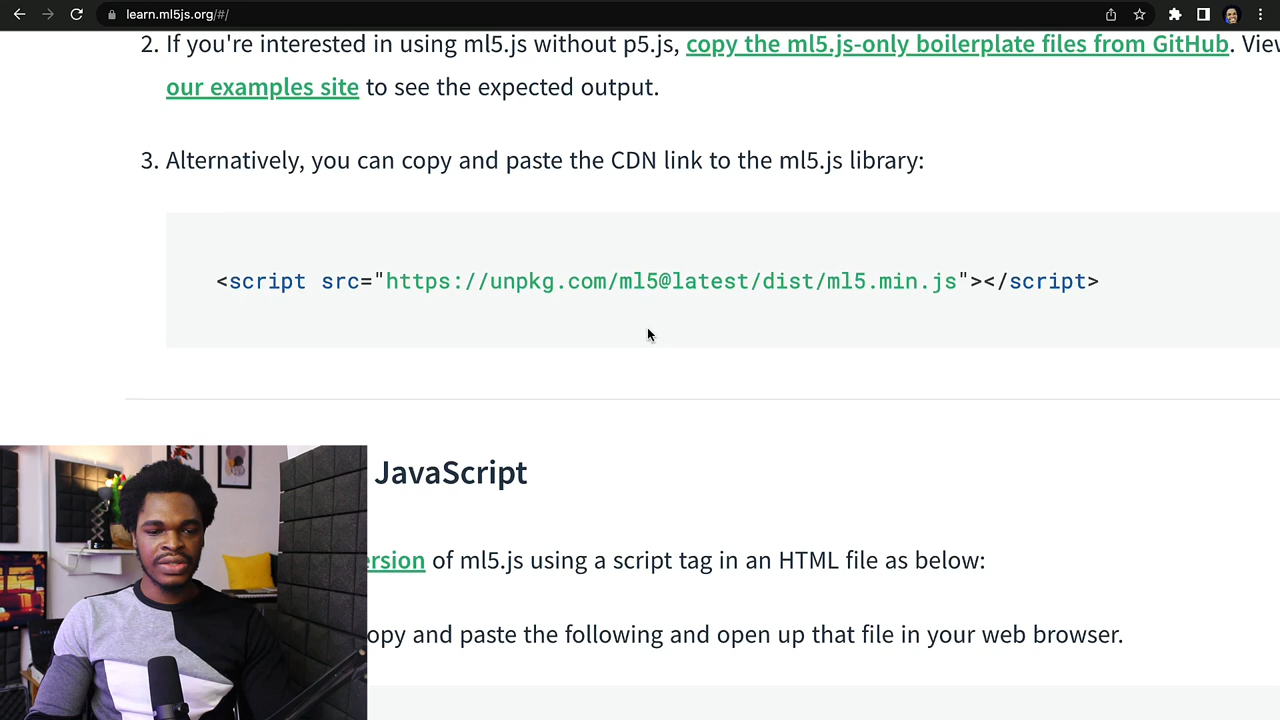 learn.ml5js.org/#/
2. If you're interested in using ml5.js without p5.js, copy the ml5.js-only boilerplate files from GitHub. View
our examples site to see the expected output.
3. Alternatively, you can copy and paste the CDN link to the ml5.js library:
<script src="https://unpkg.com/ml5@latest/dist/ml5.min.js"></script>
JavaScript
of ml5.js using a script tag in an HTML file as below:
and paste the following and open up that file in your web browser.